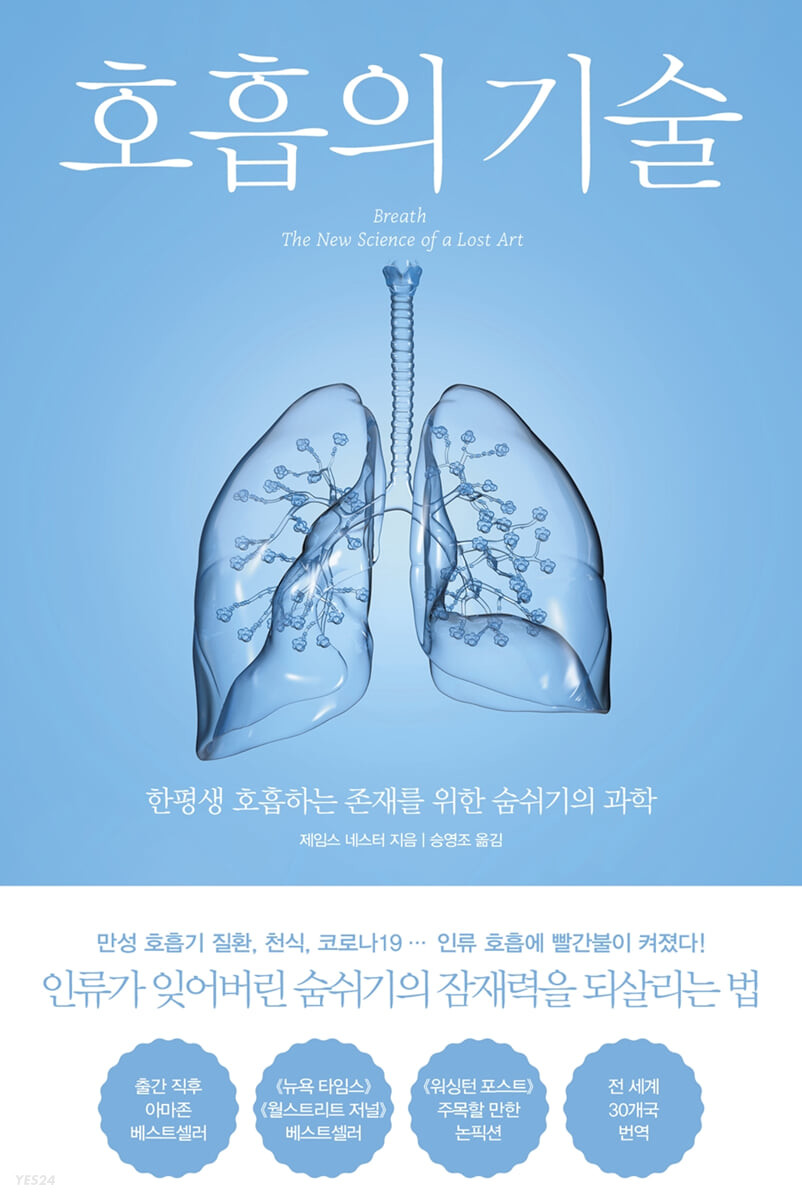 호흡의 기술
Breath
The New Science of a Lost Art
한평생 호흡하는 존재를 위한 숨쉬기의 과학
제임스 네스터 지음 | 승영조 옮김
만성 호흡기 질환, 천식, 코로나19 … 인류 호흡에 빨간불이 켜졌다!
인류가 잊어버린 숨쉬기의 잠재력을 되살리는 법
출간 직후
아마존
베스트셀러
《뉴욕 타임스》
《월스트리트 저널》
베스트셀러
《워싱턴 포스트》
주목할 만한
논픽션
전 세계
30개국
번역
YES24